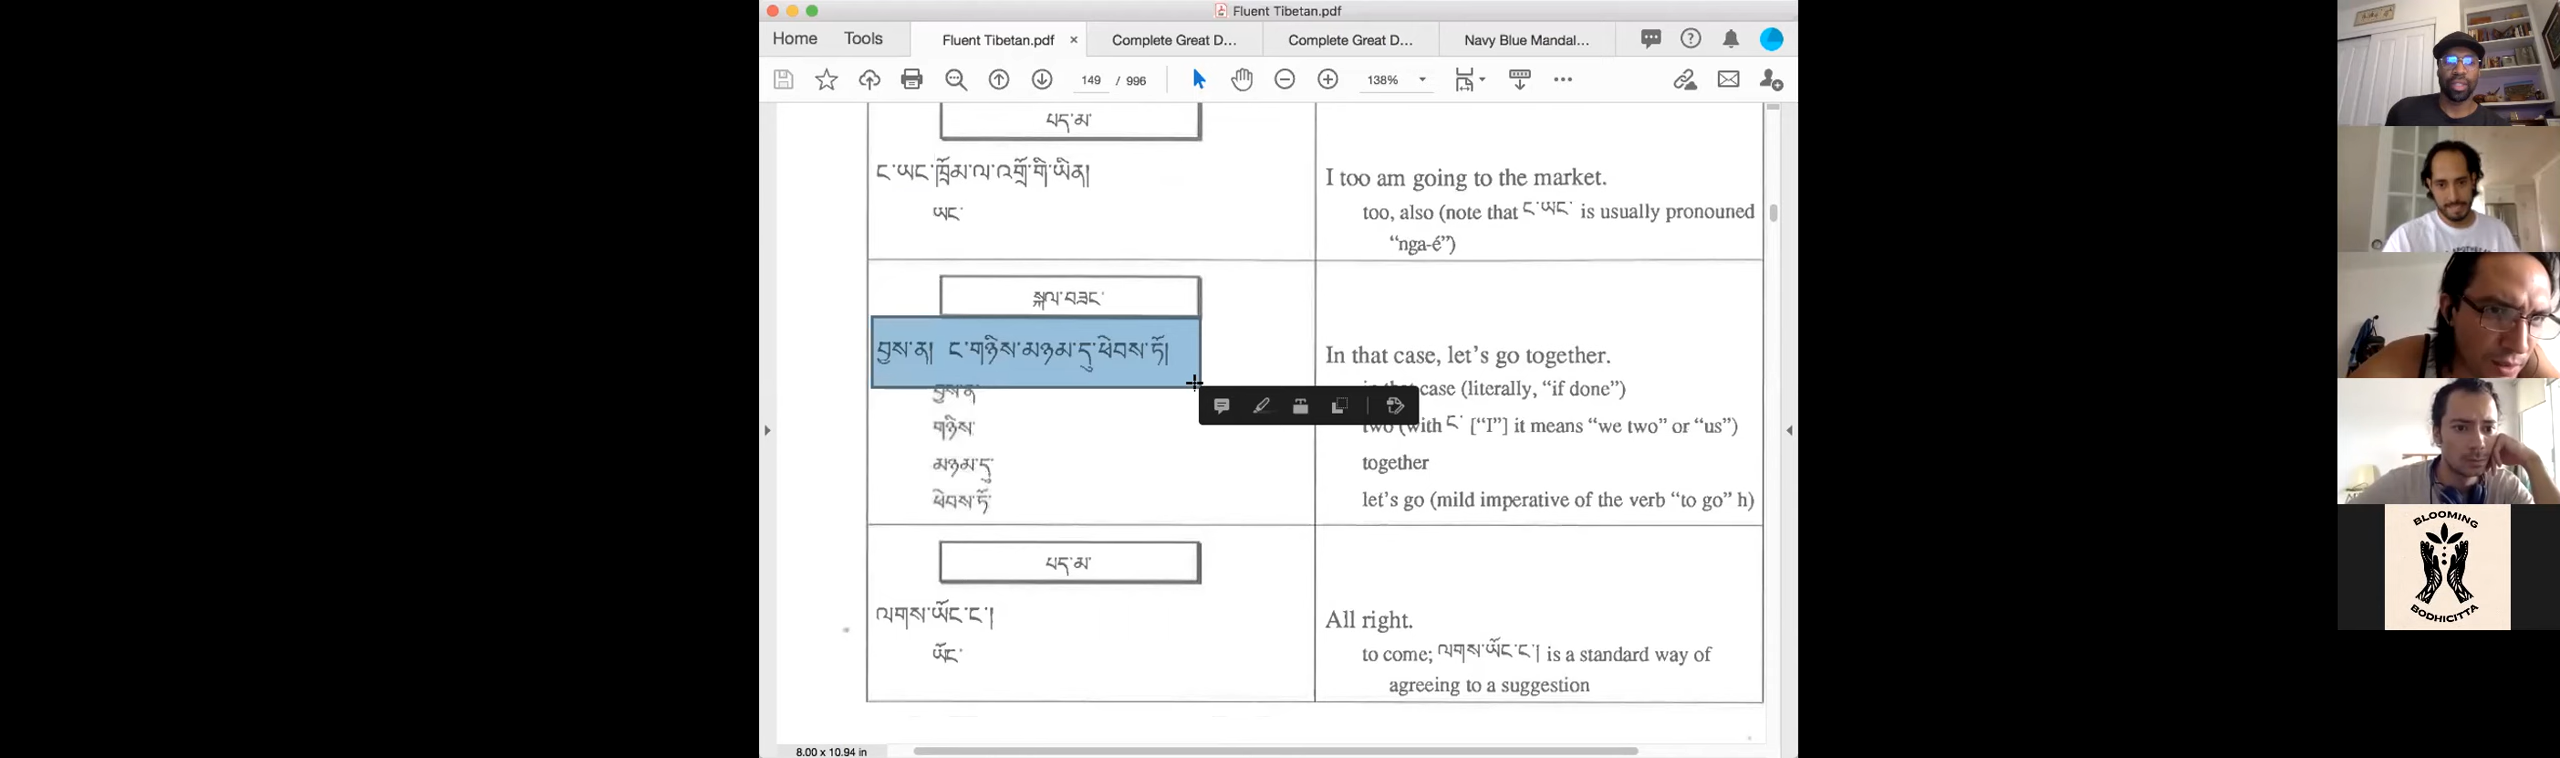 Fluent Tibetan.pdf
Home Tools Fluent Tibetan.pdf × Complete Great D... Complete Great D... Navy Blue Mandal...
149 / 996 138%
པད་མ་
ང་ཡང་ཁྲོམ་ལ་འགྲོ་གི་ཡིན།
I too am going to the market.
ཡང་
too, also (note that ང་ཡང་ is usually pronouned
“nga-é”)
སྐལ་བཟང་
བྱས་ན། ང་གཉིས་མཉམ་དུ་ཕེབས་ཏོ།
In that case, let’s go together.
བྱས་ན་
case (literally, “if done”)
གཉིས་
two (with ང་ [“I”] it means “we two” or “us”)
མཉམ་དུ་
together
ཕེབས་ཏོ་
let’s go (mild imperative of the verb “to go” h)
པད་མ་
ལགས་ཡོང་ང་།
All right.
ཡོང་
to come; ལགས་ཡོང་ང་། is a standard way of
agreeing to a suggestion
8.00 x 10.94 in
BLOOMING
BODHICITTA